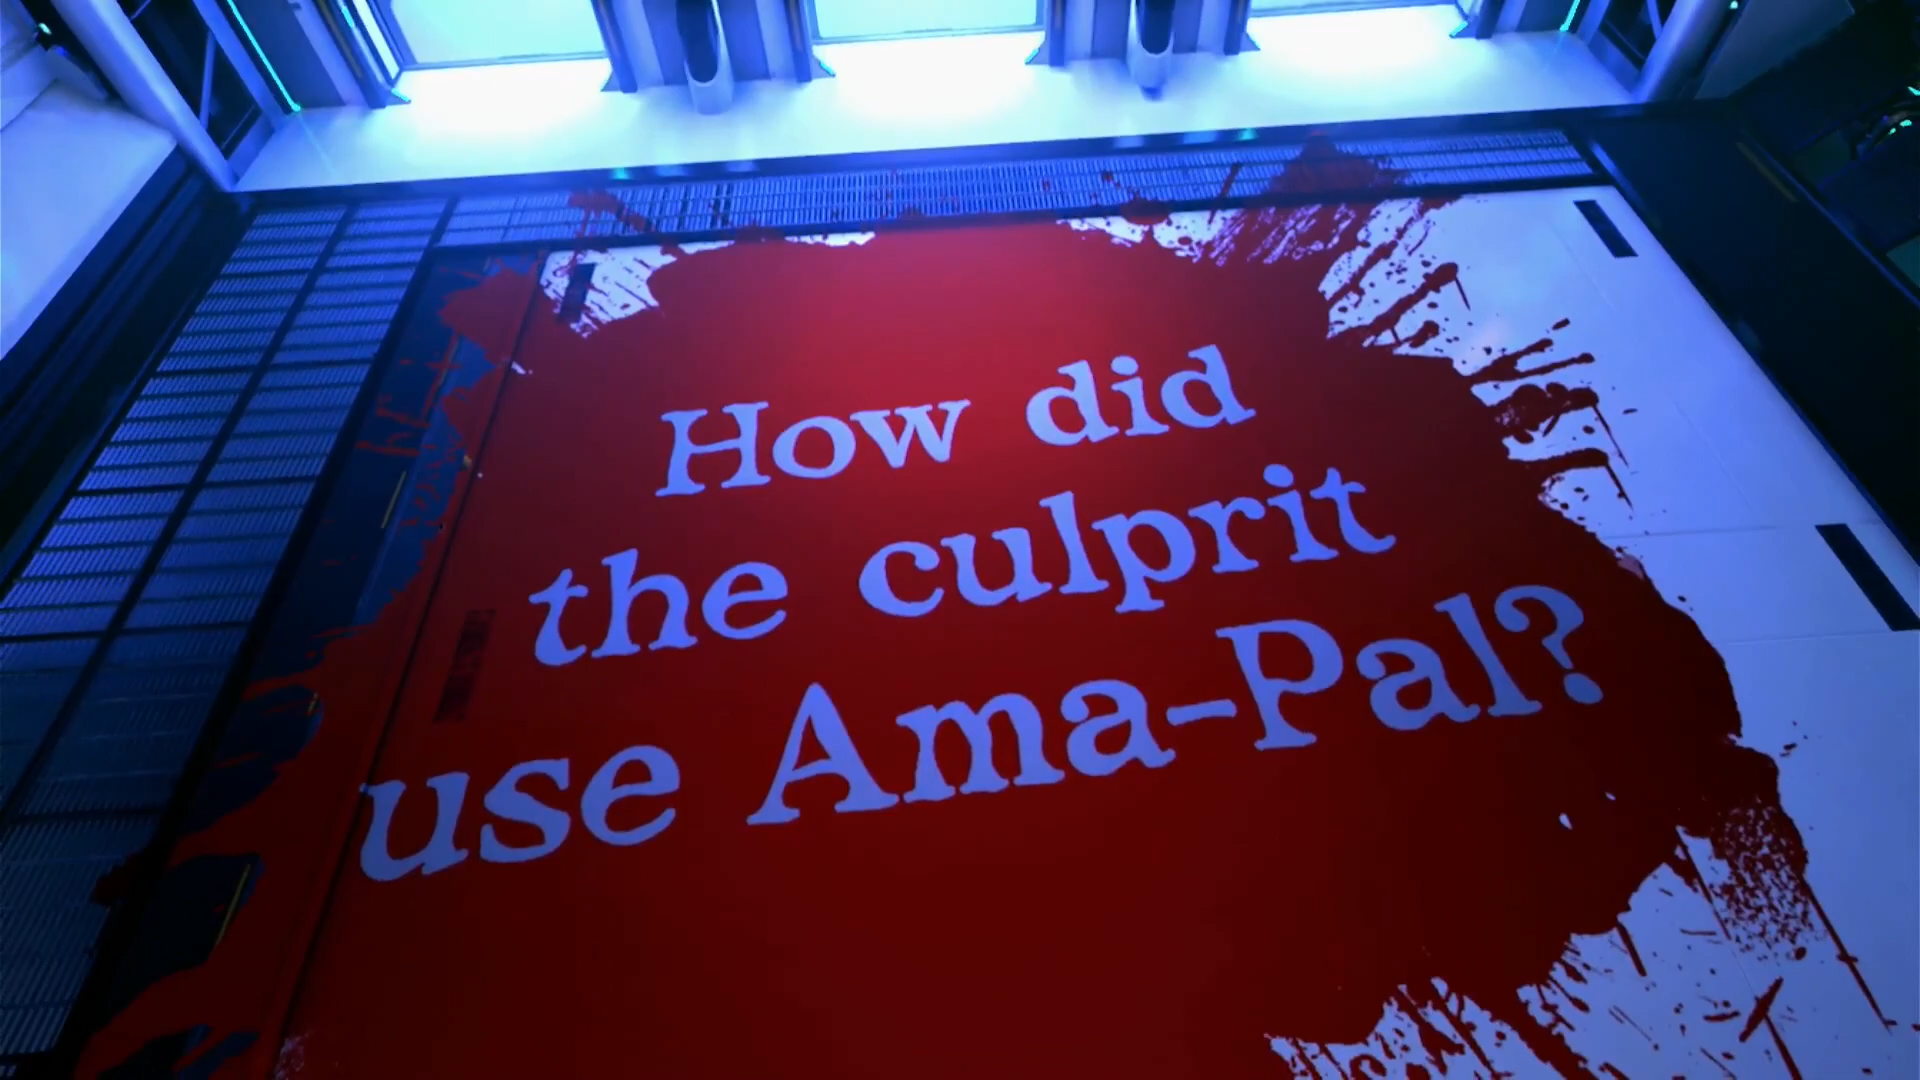 How did
the culprit
use Ama-Pal?